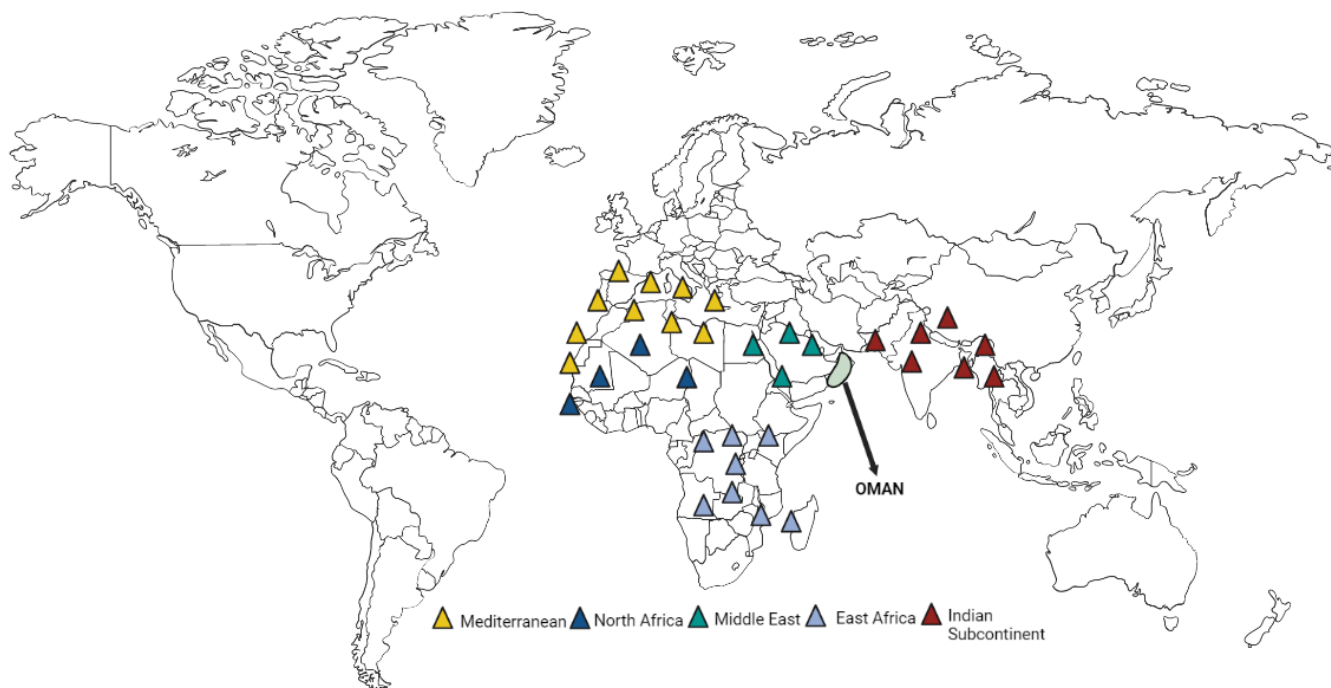 OMAN
Mediterranean
North Africa
Middle East
East Africa
Indian
Subcontinent